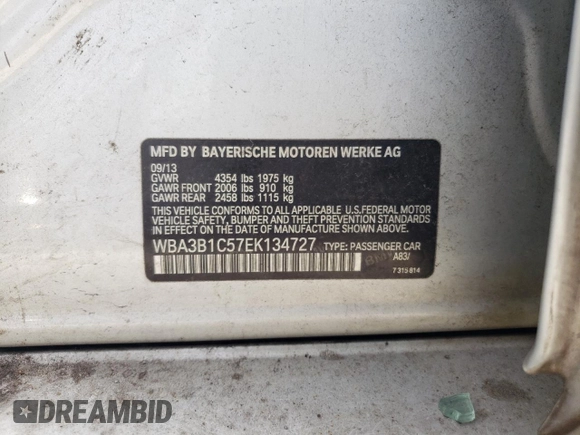 MFD BY BAYERISCHE MOTOREN WERKE AG
09/13
GVWR 4354 lbs 1975 kg
GAWR FRONT 2006 lbs 910 kg
GAWR REAR 2458 lbs 1115 kg
THIS VEHICLE CONFORMS TO ALL APPLICABLE U.S.FEDERAL MOTOR
VEHICLE SAFETY, BUMPER AND THEFT PREVENTION STANDARDS
IN EFFECT ON THE DATE OF MANUFACTURE SHOWN ABOVE.
WBA3B1C57EK134727 TYPE: PASSENGER CAR
A83/
7 315 814
DREAMBID